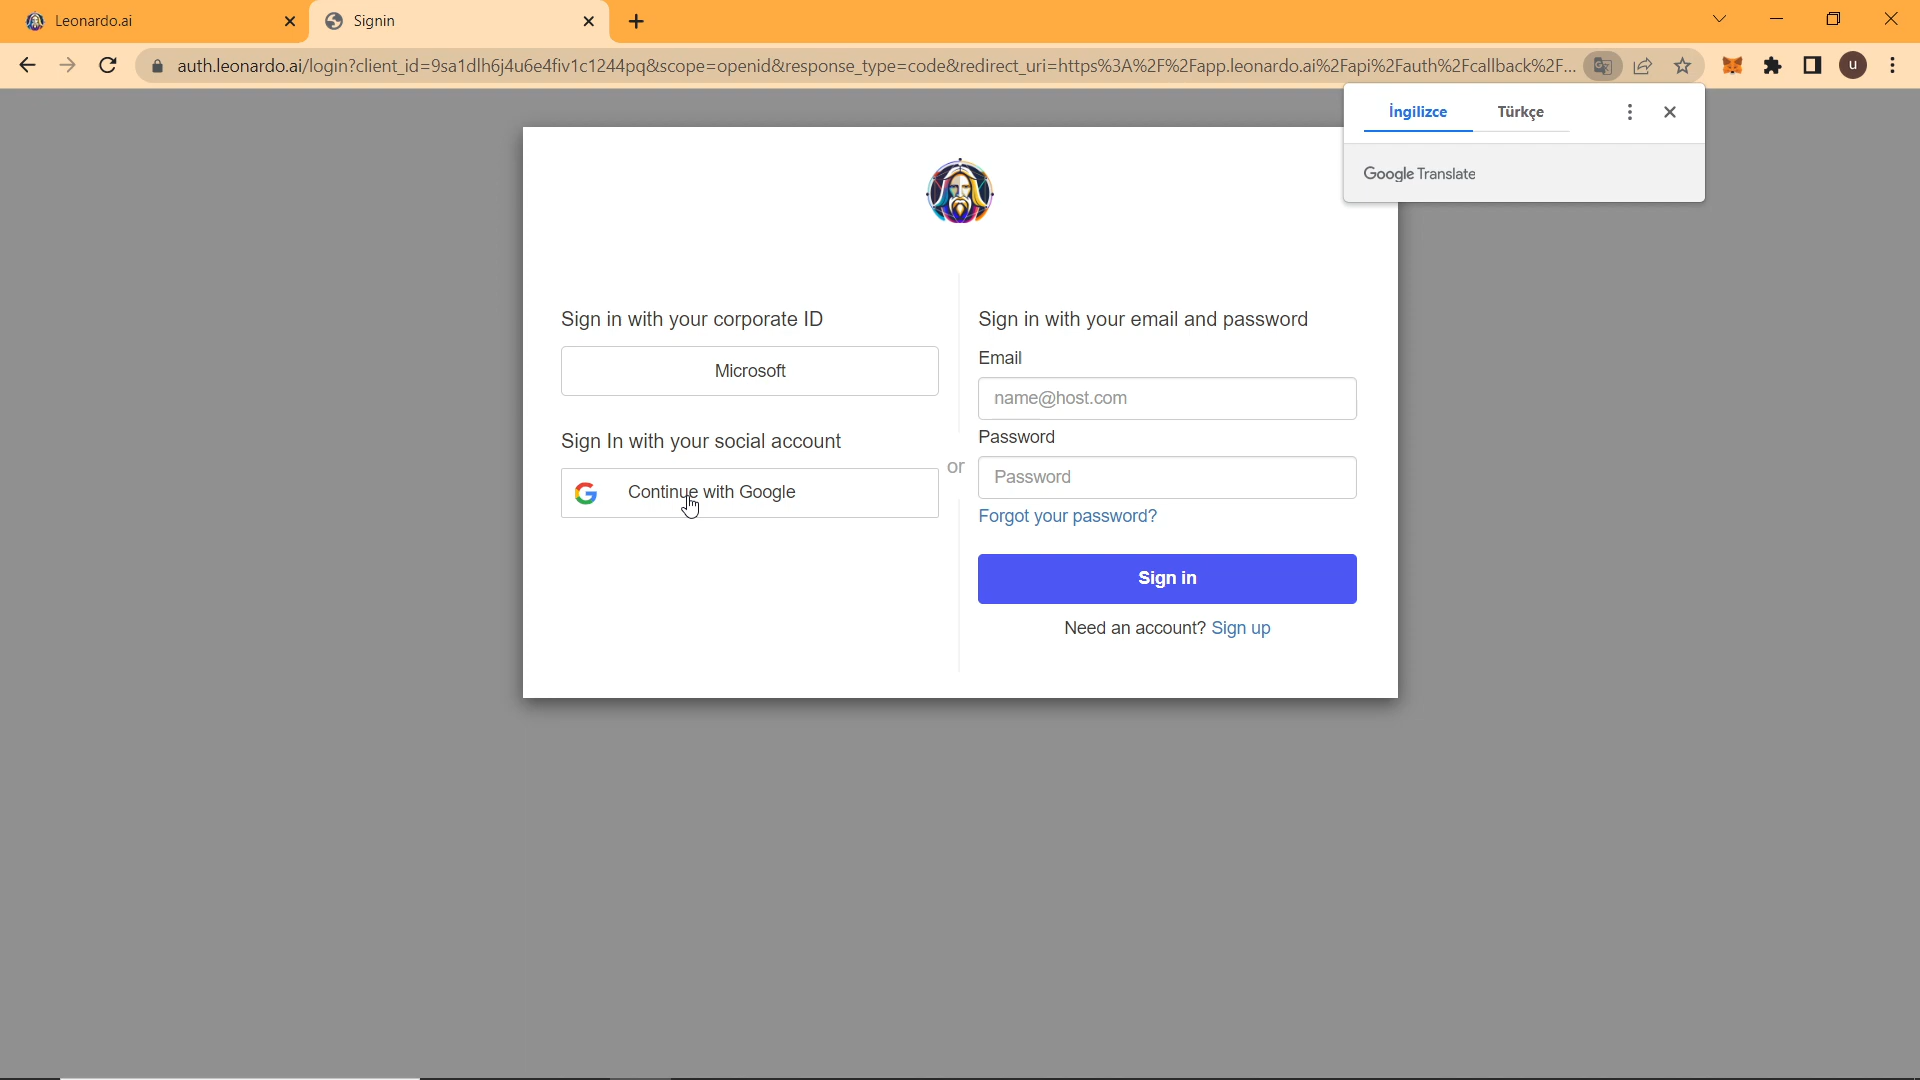 Leonardo.ai
Signin
auth.leonardo.ai/login?client_id=9sa1dlh6j4u6e4fiv1c1244pq&scope=openid&response_type=code&redirect_uri=https%3A%2F%2Fapp.leonardo.ai%2Fapi%2Fauth%2Fcallback%2F...
u
İngilizce
Türkçe
Google Translate
Sign in with your corporate ID
Microsoft
Sign In with your social account
Continue with Google
or
Sign in with your email and password
Email
name@host.com
Password
Password
Forgot your password?
Sign in
Need an account? Sign up